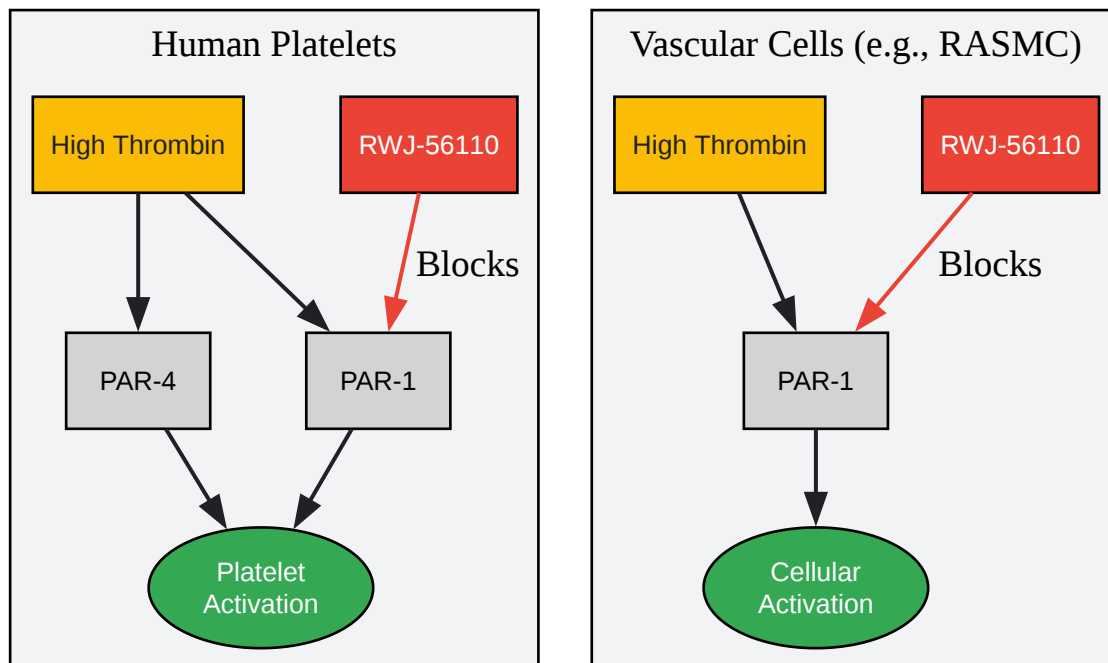 Human Platelets
High Thrombin
RWJ-56110
Blocks
PAR-4
PAR-1
Platelet
Activation
Vascular Cells (e.g., RASMC)
High Thrombin
RWJ-56110
Blocks
PAR-1
Cellular
Activation